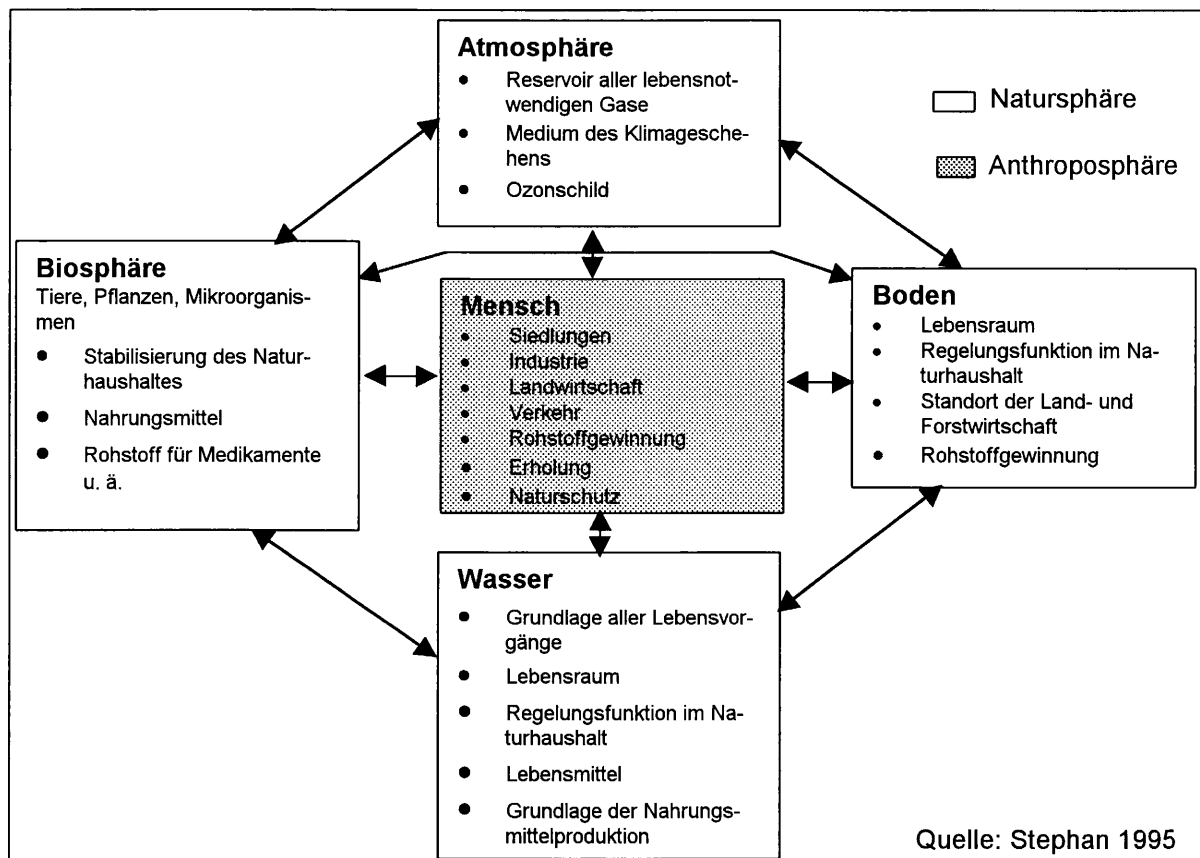 Atmosphäre
• Reservoir aller lebensnot-
wendigen Gase
• Medium des Klimagesche-
hens
• Ozonschild
Natursphäre
Anthroposphäre
Biosphäre
Tiere, Pflanzen, Mikroorganis-
men
• Stabilisierung des Natur-
haushaltes
• Nahrungsmittel
• Rohstoff für Medikamente
u. ä.
Mensch
• Siedlungen
• Industrie
• Landwirtschaft
• Verkehr
• Rohstoffgewinnung
• Erholung
• Naturschutz
Boden
• Lebensraum
• Regelungsfunktion im Na-
turhaushalt
• Standort der Land- und
Forstwirtschaft
• Rohstoffgewinnung
Wasser
• Grundlage aller Lebensvor-
gänge
• Lebensraum
• Regelungsfunktion im Na-
turhaushalt
• Lebensmittel
• Grundlage der Nahrungs-
mittelproduktion
Quelle: Stephan 1995